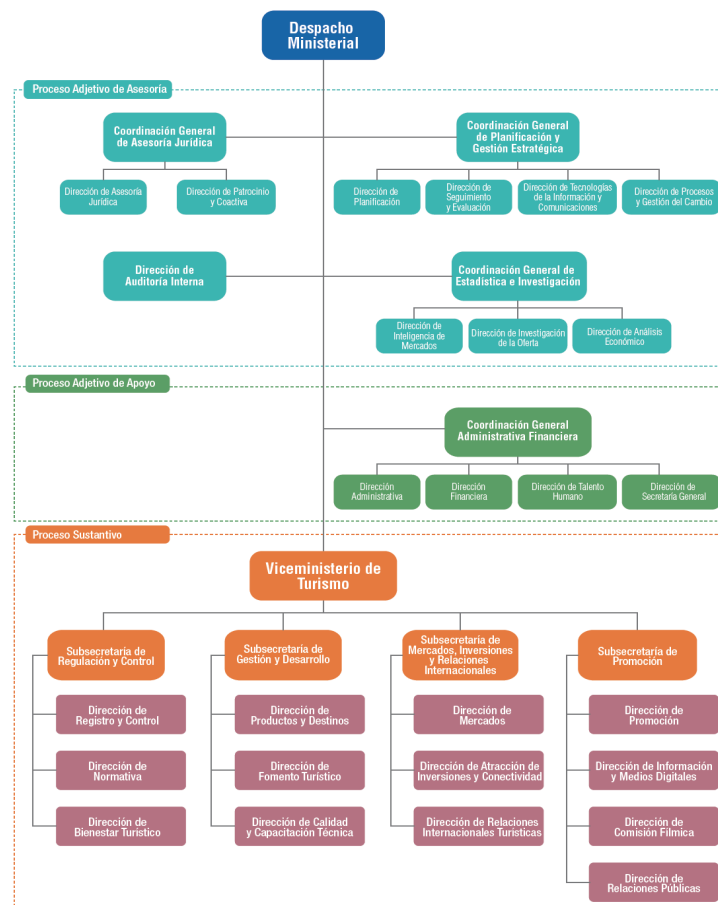 Despacho
Ministerial
Proceso Adjetivo de Asesoría
Coordinación General
de Asesoría Jurídica
Coordinación General
de Planificación y
Gestión Estratégica
Dirección de Asesoría
Jurídica
Dirección de Patrocinio
y Coactiva
Dirección de
Planificación
Dirección de
Seguimiento
y Evaluación
Dirección de Tecnologías
de la Información y
Comunicaciones
Dirección de Procesos
y Gestión del Cambio
Dirección de
Auditoría Interna
Coordinación General de
Estadística e Investigación
Dirección de
Inteligencia de
Mercados
Dirección de Investigación
de la Oferta
Dirección de Análisis
Económico
Proceso Adjetivo de Apoyo
Coordinación General
Administrativa Financiera
Dirección
Administrativa
Dirección
Financiera
Dirección de Talento
Humano
Dirección de
Secretaría General
Proceso Sustantivo
Viceministerio de
Turismo
Subsecretaría de
Regulación y Control
Subsecretaría de
Gestión y Desarrollo
Subsecretaría de
Mercados, Inversiones
y Relaciones
Internacionales
Subsecretaría de
Promoción
Dirección de
Registro y Control
Dirección de
Productos y Destinos
Dirección de
Mercados
Dirección de
Promoción
Dirección de
Normativa
Dirección de
Fomento Turístico
Dirección de Atracción de
Inversiones y Conectividad
Dirección de Información
y Medios Digitales
Dirección de
Bienestar Turístico
Dirección de Calidad
y Capacitación Técnica
Dirección de Relaciones
Internacionales Turísticas
Dirección de
Comisión Fílmica
Dirección de
Relaciones Públicas